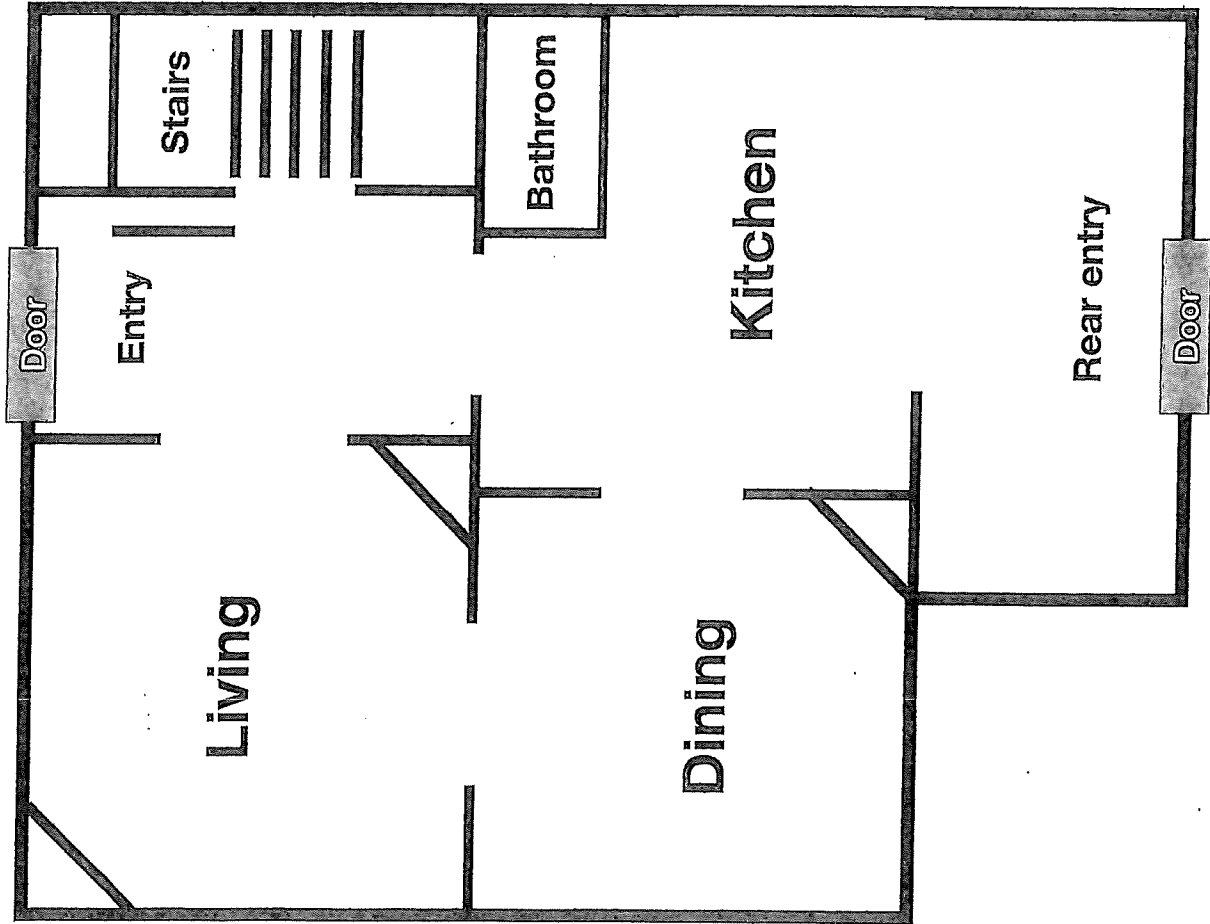 Door
Entry
Stairs
Living
Bathroom
Dining
Kitchen
Rear entry
Door